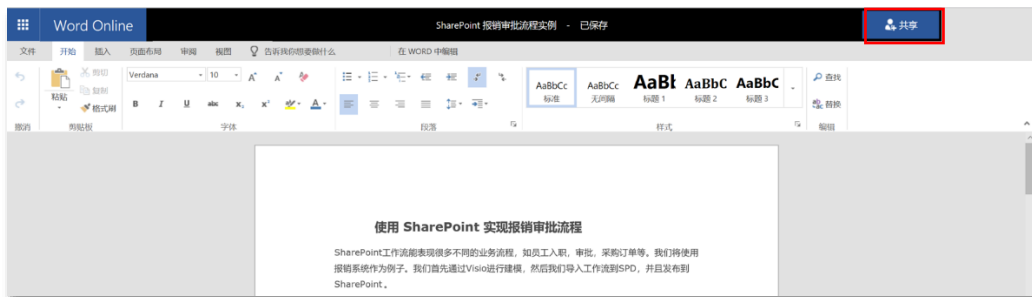 Word Online
SharePoint 报销审批流程实例 - 已保存
共享
文件 开始 插入 页面布局 审阅 视图 告诉我你想要做什么 在 WORD 中编辑
粘贴
剪切
复制
格式刷
Verdana 10 A A
B I U abc x₂ x² A
AaBbCc AaBbCc AaBb AaBbC AaBbC
标准 无间隔 标题 1 标题 2 标题 3
查找
替换
撤消 剪贴板 字体 段落 样式 编辑
使用 SharePoint 实现报销审批流程
SharePoint工作流能表现很多不同的业务流程，如员工入职，审批，采购订单等。我们将使用
报销系统作为例子。我们首先通过Visio进行建模，然后我们导入工作流到SPD，并且发布到
SharePoint。